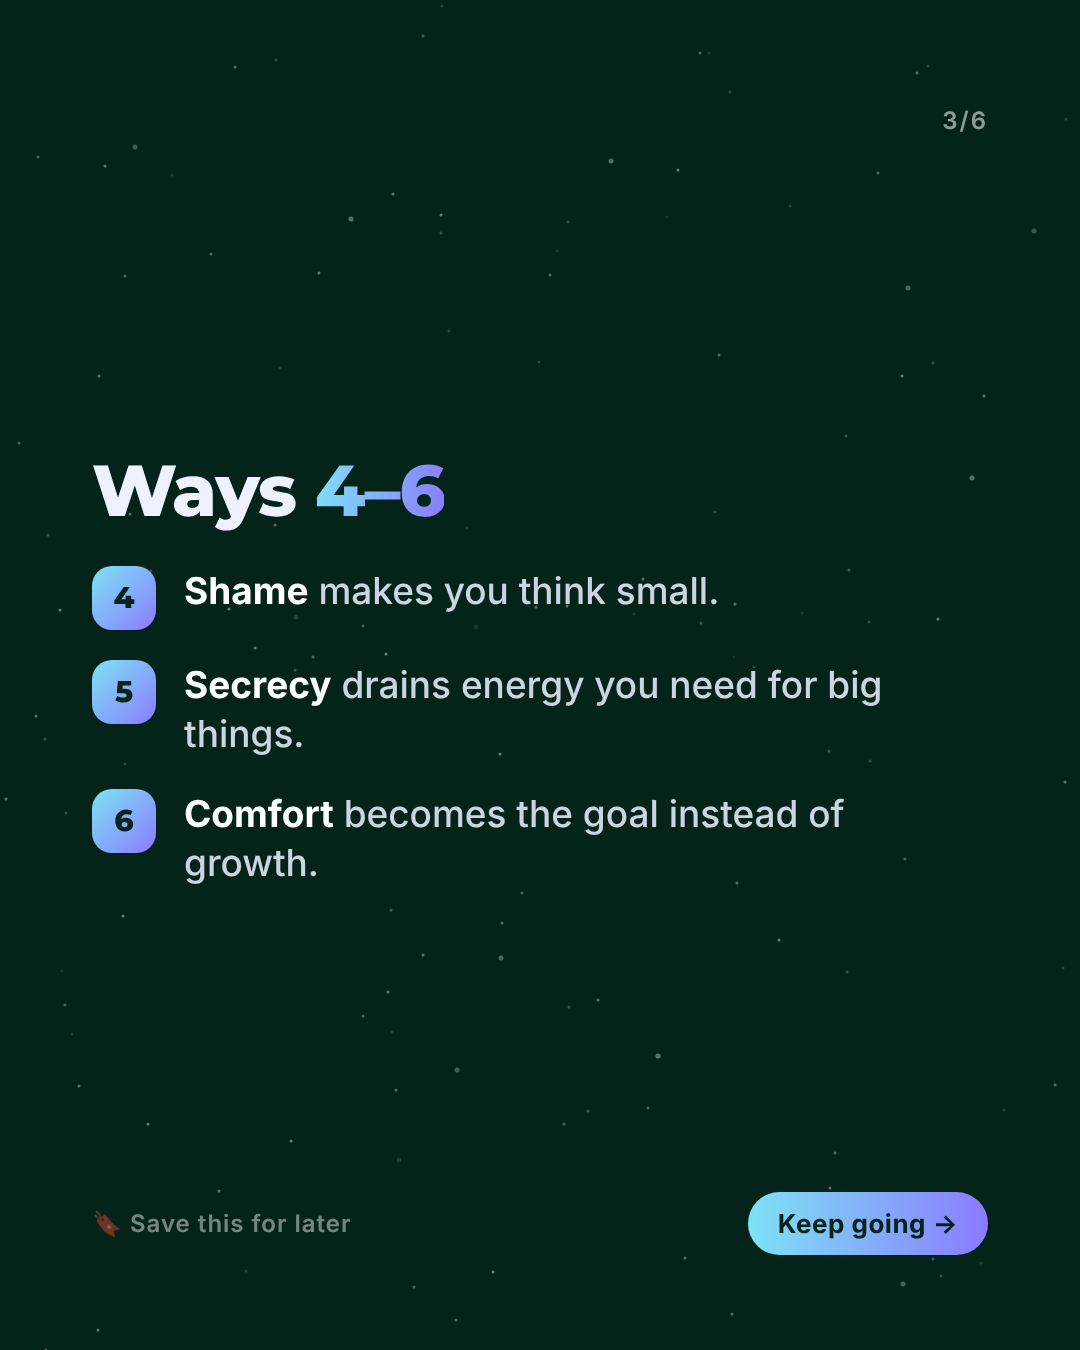 3/6
Ways 4–6
4 Shame makes you think small.
5 Secrecy drains energy you need for big
things.
6 Comfort becomes the goal instead of
growth.
🔖 Save this for later
Keep going →